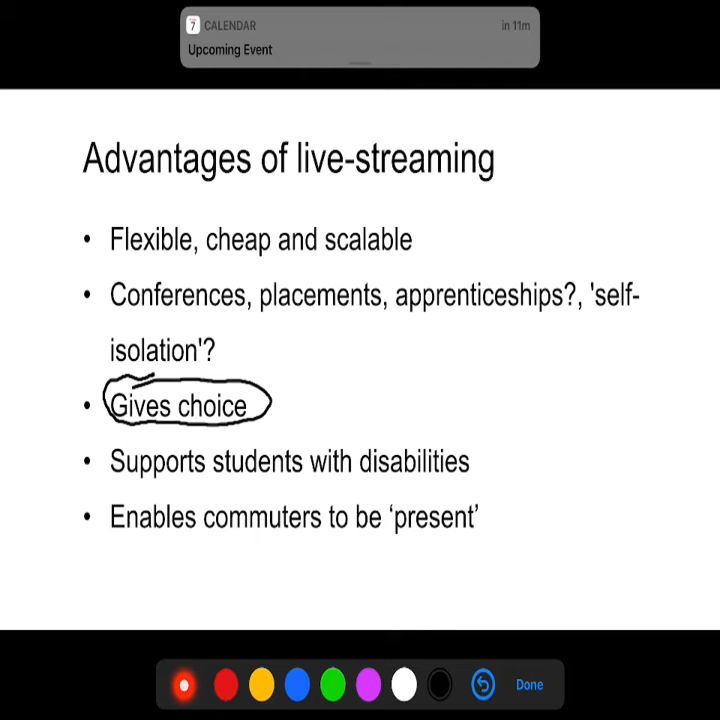 7 CALENDAR in 11m
Upcoming Event
Advantages of live-streaming
• Flexible, cheap and scalable
• Conferences, placements, apprenticeships?, 'self-
isolation'?
• Gives choice
• Supports students with disabilities
• Enables commuters to be ‘present’
Done